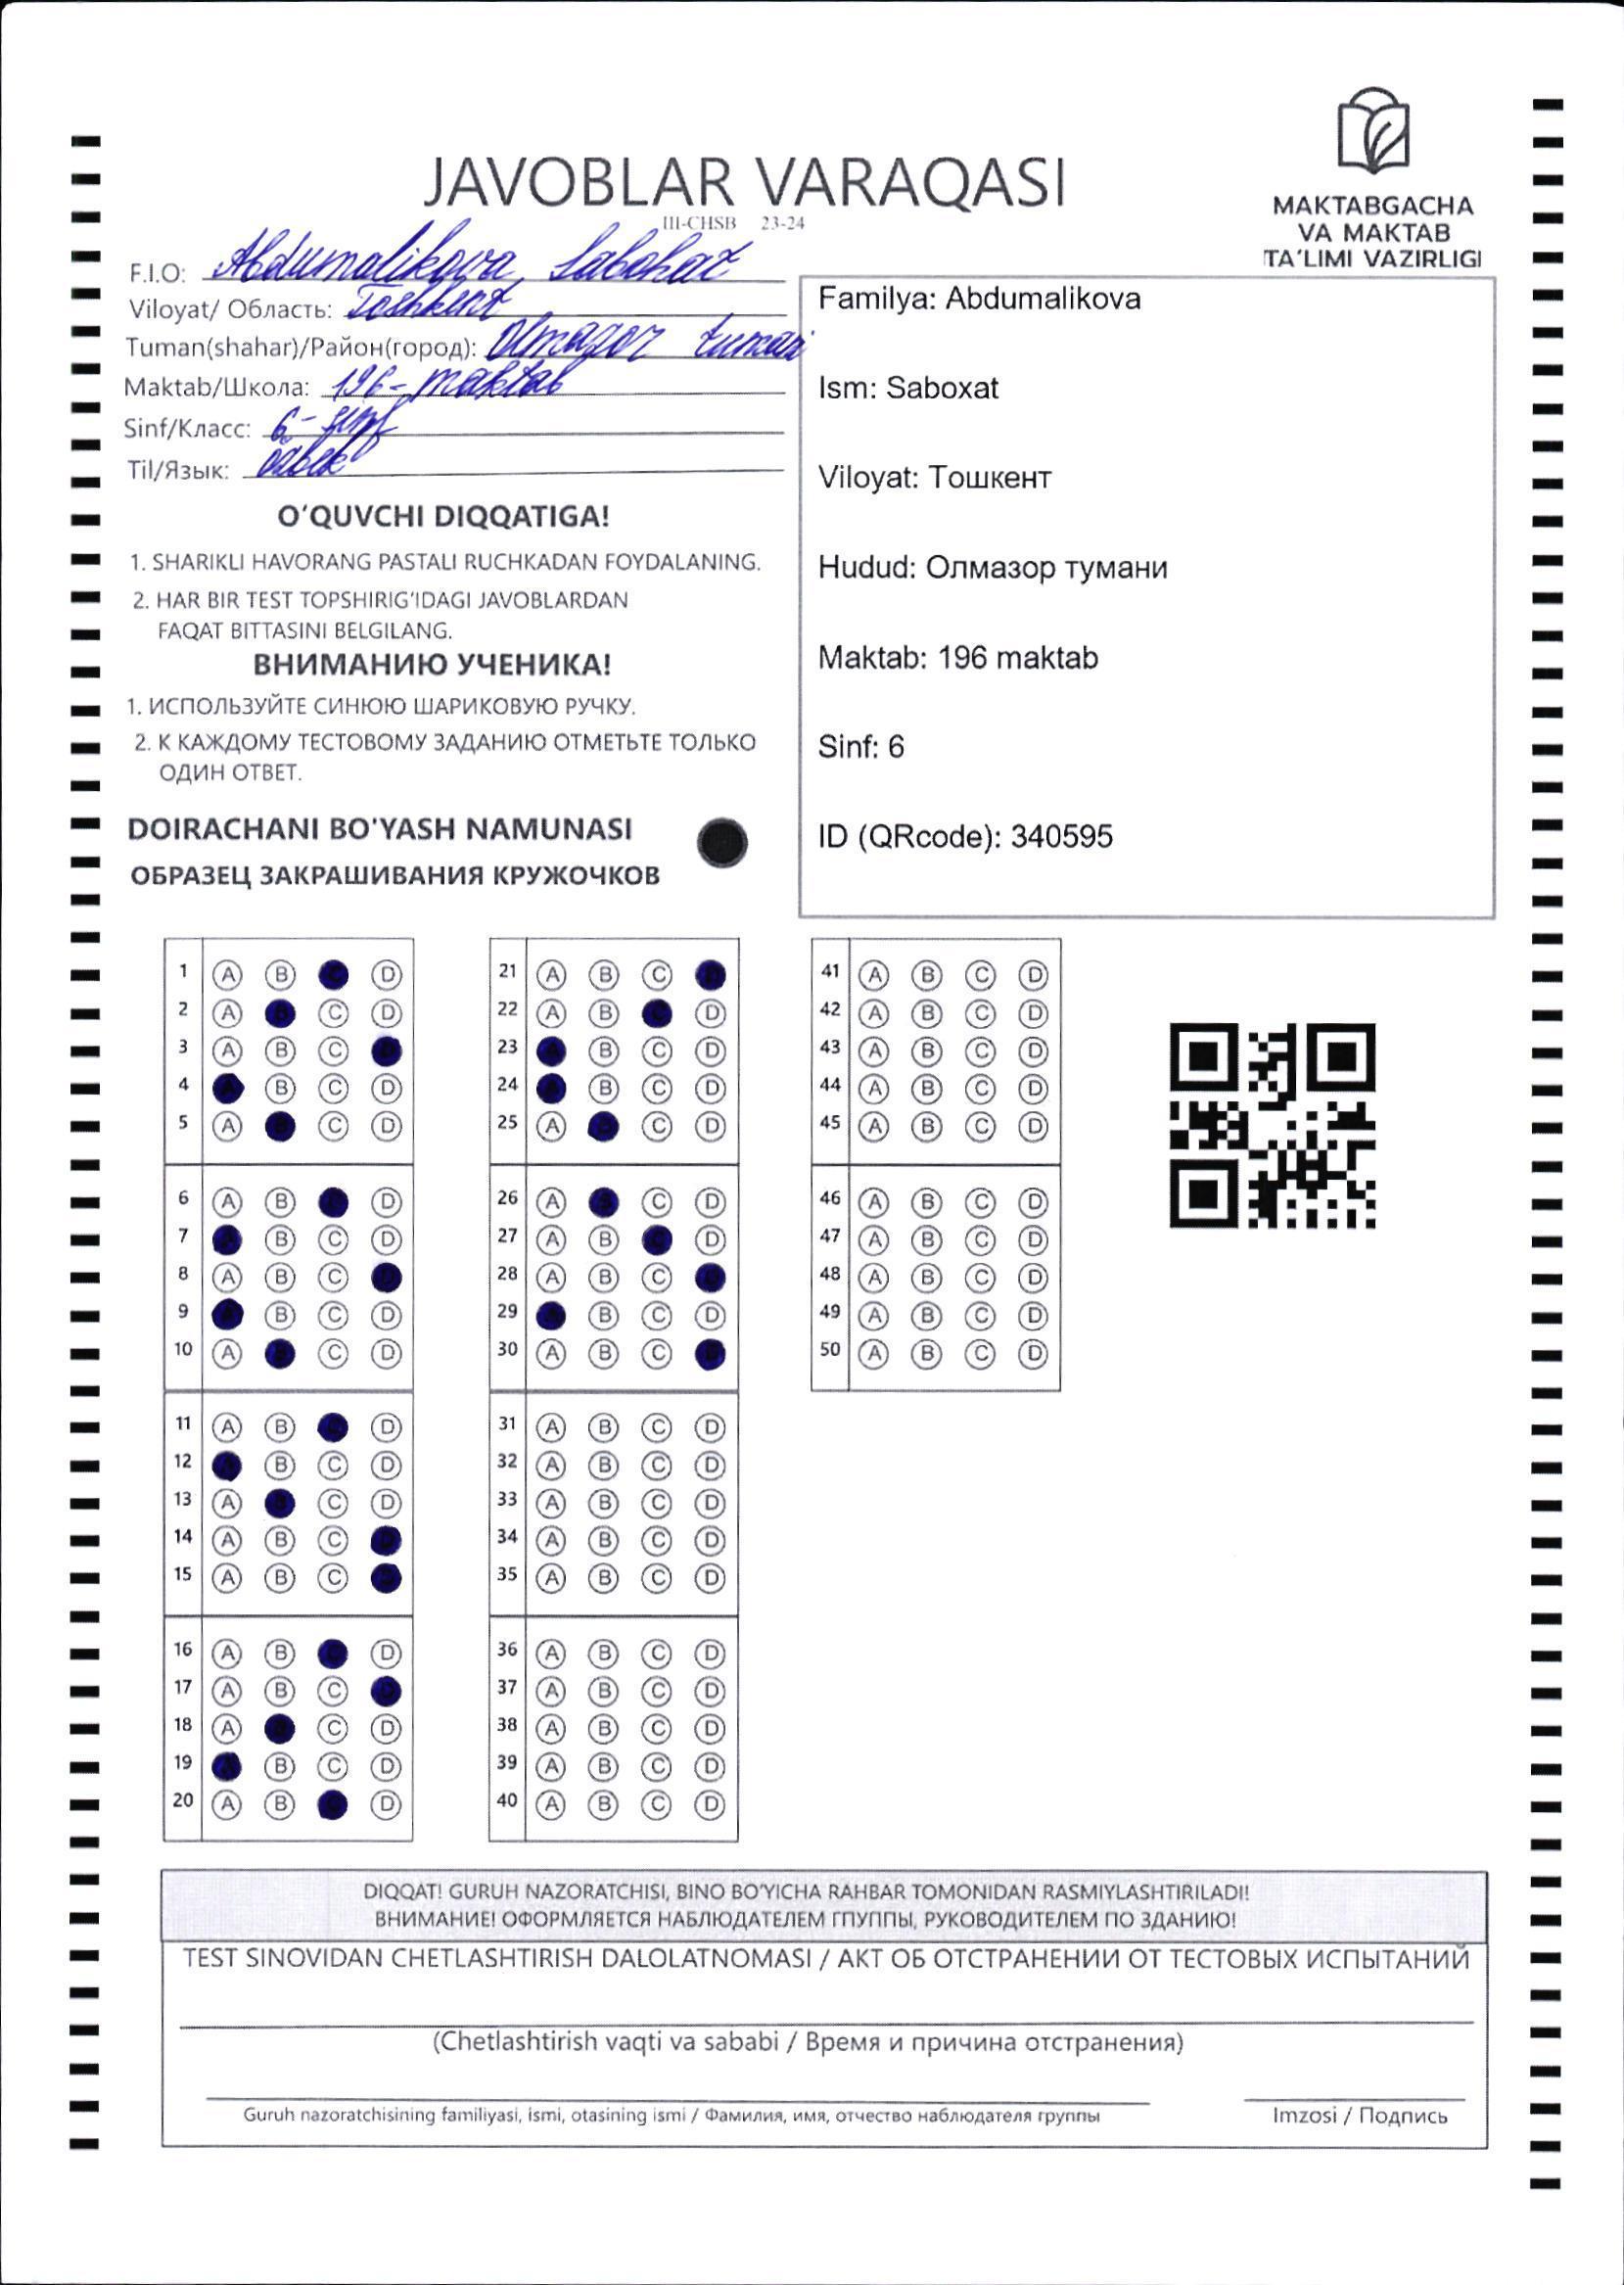 JAVOBLAR VARAQASI
III-CHSB 23-24
MAKTABGACHA
VA MAKTAB
TA'LIMI VAZIRLIGI
F.I.O: Abdumalikova Sabohat
Viloyat/ Область: Toshkent
Tuman(shahar)/Район(город): Olmazor tumani
Maktab/Школа: 196-maktab
Sinf/Класс: 6-sinf
Til/Язык: o'zbek
O'QUVCHI DIQQATIGA!
1. SHARIKLI HAVORANG PASTALI RUCHKADAN FOYDALANING.
2. HAR BIR TEST TOPSHIRIG'IDAGI JAVOBLARDAN
FAQAT BITTASINI BELGILANG.
ВНИМАНИЮ УЧЕНИКА!
1. ИСПОЛЬЗУЙТЕ СИНЮЮ ШАРИКОВУЮ РУЧКУ.
2. К КАЖДОМУ ТЕСТОВОМУ ЗАДАНИЮ ОТМЕТЬТЕ ТОЛЬКО
ОДИН ОТВЕТ.
DOIRACHANI BO'YASH NAMUNASI
ОБРАЗЕЦ ЗАКРАШИВАНИЯ КРУЖОЧКОВ
Familya: Abdumalikova
Ism: Saboxat
Viloyat: Тошкент
Hudud: Олмазор тумани
Maktab: 196 maktab
Sinf: 6
ID (QRcode): 340595
1 A B C D
2 A B C D
3 A B C D
4 A B C D
5 A B C D
6 A B C D
7 A B C D
8 A B C D
9 A B C D
10 A B C D
11 A B C D
12 A B C D
13 A B C D
14 A B C D
15 A B C D
16 A B C D
17 A B C D
18 A B C D
19 A B C D
20 A B C D
21 A B C D
22 A B C D
23 A B C D
24 A B C D
25 A B C D
26 A B C D
27 A B C D
28 A B C D
29 A B C D
30 A B C D
31 A B C D
32 A B C D
33 A B C D
34 A B C D
35 A B C D
36 A B C D
37 A B C D
38 A B C D
39 A B C D
40 A B C D
41 A B C D
42 A B C D
43 A B C D
44 A B C D
45 A B C D
46 A B C D
47 A B C D
48 A B C D
49 A B C D
50 A B C D
DIQQAT! GURUH NAZORATCHISI, BINO BO'YICHA RAHBAR TOMONIDAN RASMIYLASHTIRILADI!
ВНИМАНИЕ! ОФОРМЛЯЕТСЯ НАБЛЮДАТЕЛЕМ ГПУППЫ, РУКОВОДИТЕЛЕМ ПО ЗДАНИЮ!
TEST SINOVIDAN CHETLASHTIRISH DALOLATNOMASI / АКТ ОБ ОТСТРАНЕНИИ ОТ ТЕСТОВЫХ ИСПЫТАНИЙ
(Chetlashtirish vaqti va sababi / Время и причина отстранения)
Guruh nazoratchisining familiyasi, ismi, otasining ismi / Фамилия, имя, отчество наблюдателя группы
Imzosi / Подпись